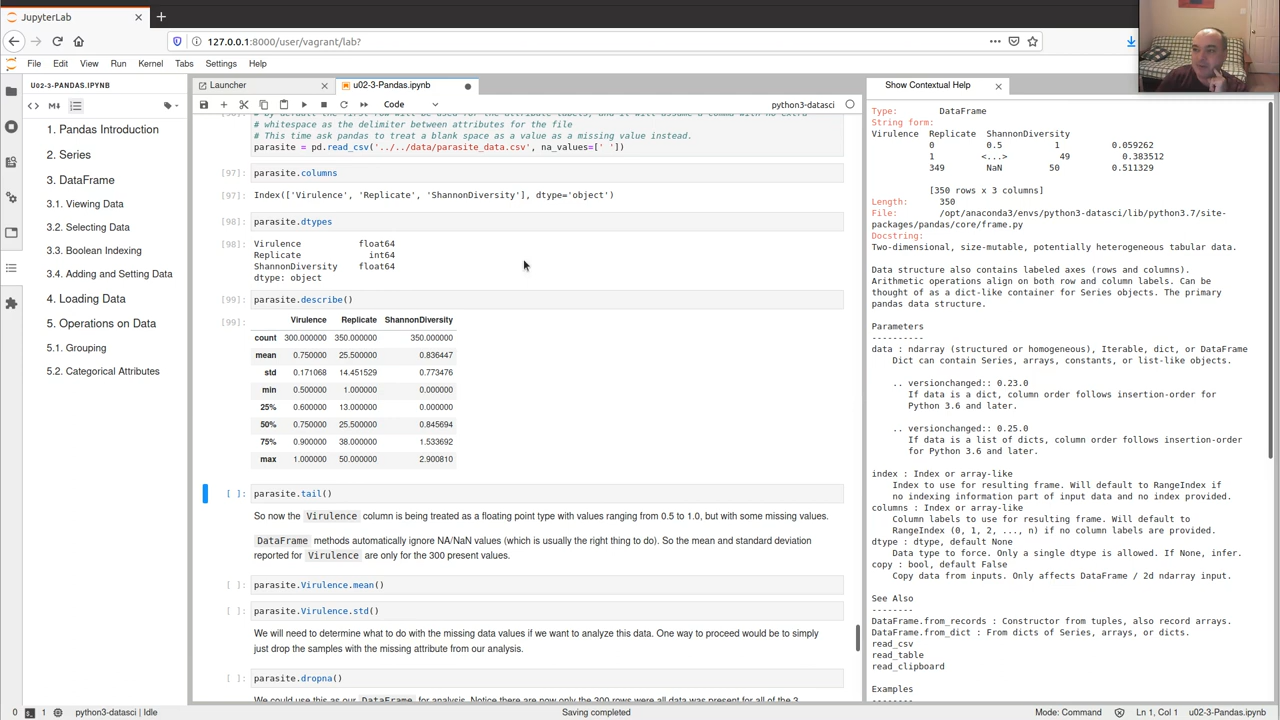 JupyterLab
127.0.0.1:8000/user/vagrant/lab?
File Edit View Run Kernel Tabs Settings Help
U02-3-PANDAS.IPYNB
1. Pandas Introduction
2. Series
3. DataFrame
3.1. Viewing Data
3.2. Selecting Data
3.3. Boolean Indexing
3.4. Adding and Setting Data
4. Loading Data
5. Operations on Data
5.1. Grouping
5.2. Categorical Attributes
Launcher
u02-3-Pandas.ipynb
Code
python3-datasci
# as the delimiter between attributes for the file
# This time ask pandas to treat a blank space as a value as a missing value instead.
parasite = pd.read_csv('../../data/parasite_data.csv', na_values=[' '])
[97]: parasite.columns
[97]: Index(['Virulence', 'Replicate', 'ShannonDiversity'], dtype='object')
[98]: parasite.dtypes
[98]: Virulence float64
Replicate int64
ShannonDiversity float64
dtype: object
[99]: parasite.describe()
[99]: Virulence Replicate ShannonDiversity
count 300.000000 350.000000 350.000000
mean 0.750000 25.500000 0.836447
std 0.171068 14.451529 0.773476
min 0.500000 1.000000 0.000000
25% 0.600000 13.000000 0.000000
50% 0.750000 25.500000 0.845694
75% 0.900000 38.000000 1.533692
max 1.000000 50.000000 2.900810
[ ]: parasite.tail()
So now the Virulence column is being treated as a floating point type with values ranging from 0.5 to 1.0, but with some missing values.
DataFrame methods automatically ignore NA/NaN values (which is usually the right thing to do). So the mean and standard deviation
reported for Virulence are only for the 300 present values.
[ ]: parasite.Virulence.mean()
[ ]: parasite.Virulence.std()
We will need to determine what to do with the missing data values if we want to analyze this data. One way to proceed would be to simply
just drop the samples with the missing attribute from our analysis.
[ ]: parasite.dropna()
We could use this as our DataFrame for analysis. Notice there are now only the 300 rows were all data was present for all of the 3
Show Contextual Help
Type: DataFrame
String form:
Virulence Replicate ShannonDiversity
0 0.5 1 0.059262
1 <...> 49 0.383512
349 NaN 50 0.511329
[350 rows x 3 columns]
Length: 350
File: /opt/anaconda3/envs/python3-datasci/lib/python3.7/site-
packages/pandas/core/frame.py
Docstring:
Two-dimensional, size-mutable, potentially heterogeneous tabular data.
Data structure also contains labeled axes (rows and columns).
Arithmetic operations align on both row and column labels. Can be
thought of as a dict-like container for Series objects. The primary
pandas data structure.
Parameters
----------
data : ndarray (structured or homogeneous), Iterable, dict, or DataFrame
Dict can contain Series, arrays, constants, or list-like objects.
.. versionchanged:: 0.23.0
If data is a dict, column order follows insertion-order for
Python 3.6 and later.
.. versionchanged:: 0.25.0
If data is a list of dicts, column order follows insertion-order
for Python 3.6 and later.
index : Index or array-like
Index to use for resulting frame. Will default to RangeIndex if
no indexing information part of input data and no index provided.
columns : Index or array-like
Column labels to use for resulting frame. Will default to
RangeIndex (0, 1, 2, ..., n) if no column labels are provided.
dtype : dtype, default None
Data type to force. Only a single dtype is allowed. If None, infer.
copy : bool, default False
Copy data from inputs. Only affects DataFrame / 2d ndarray input.
See Also
--------
DataFrame.from_records : Constructor from tuples, also record arrays.
DataFrame.from_dict : From dicts of Series, arrays, or dicts.
read_csv
read_table
read_clipboard
Examples
0 1 python3-datasci | Idle
Saving completed
Mode: Command Ln 1, Col 1 u02-3-Pandas.ipynb